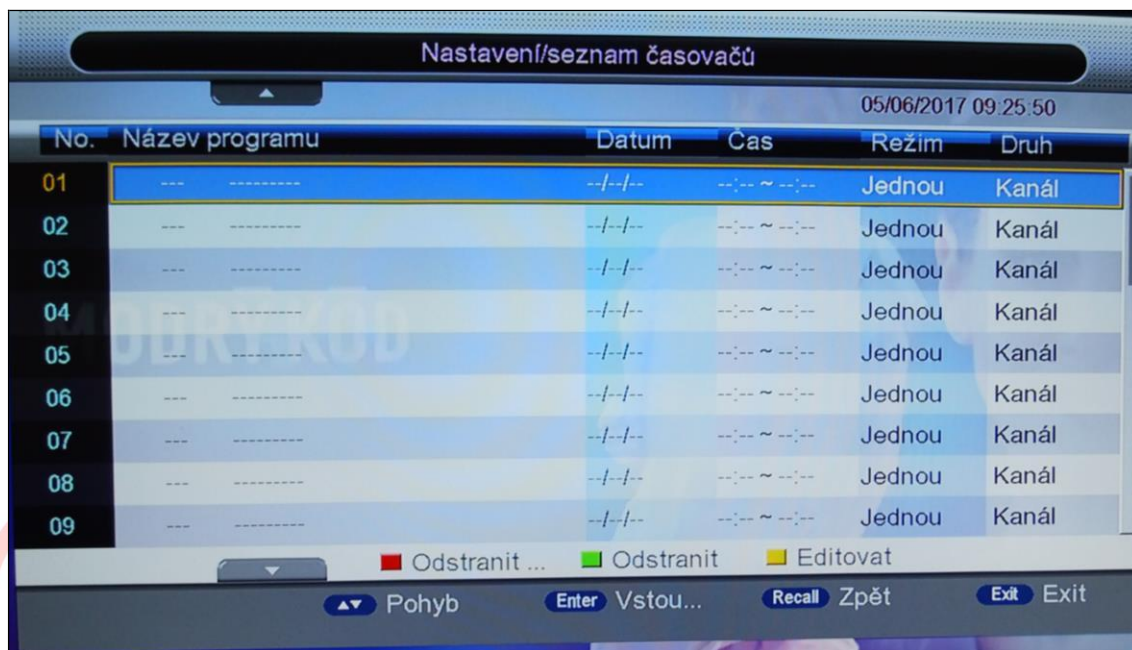 Nastavení/seznam časovačů
05/06/2017 09:25:50
No. Název programu Datum Čas Režim Druh
01 --- --------- --/--/-- --:-- ~ --:-- Jednou Kanál
02 --- --------- --/--/-- --:-- ~ --:-- Jednou Kanál
03 --- --------- --/--/-- --:-- ~ --:-- Jednou Kanál
04 --- --------- --/--/-- --:-- ~ --:-- Jednou Kanál
MODRÝ KÓD
05 --- --------- --/--/-- --:-- ~ --:-- Jednou Kanál
06 --- --------- --/--/-- --:-- ~ --:-- Jednou Kanál
07 --- --------- --/--/-- --:-- ~ --:-- Jednou Kanál
08 --- --------- --/--/-- --:-- ~ --:-- Jednou Kanál
09 --- --------- --/--/-- --:-- ~ --:-- Jednou Kanál
Odstranit ... Odstranit Editovat
Pohyb Enter Vstou... Recall Zpět Exit Exit